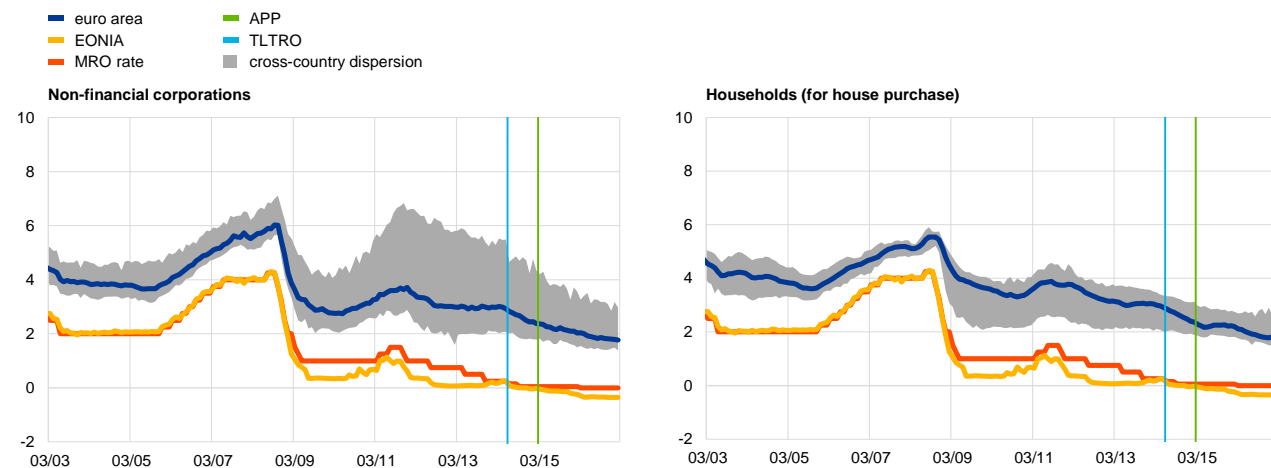 euro area
EONIA
MRO rate
APP
TLTRO
cross-country dispersion
Non-financial corporations
10
8
6
4
2
0
-2
03/03 03/05 03/07 03/09 03/11 03/13 03/15
Households (for house purchase)
10
8
6
4
2
0
-2
03/03 03/05 03/07 03/09 03/11 03/13 03/15